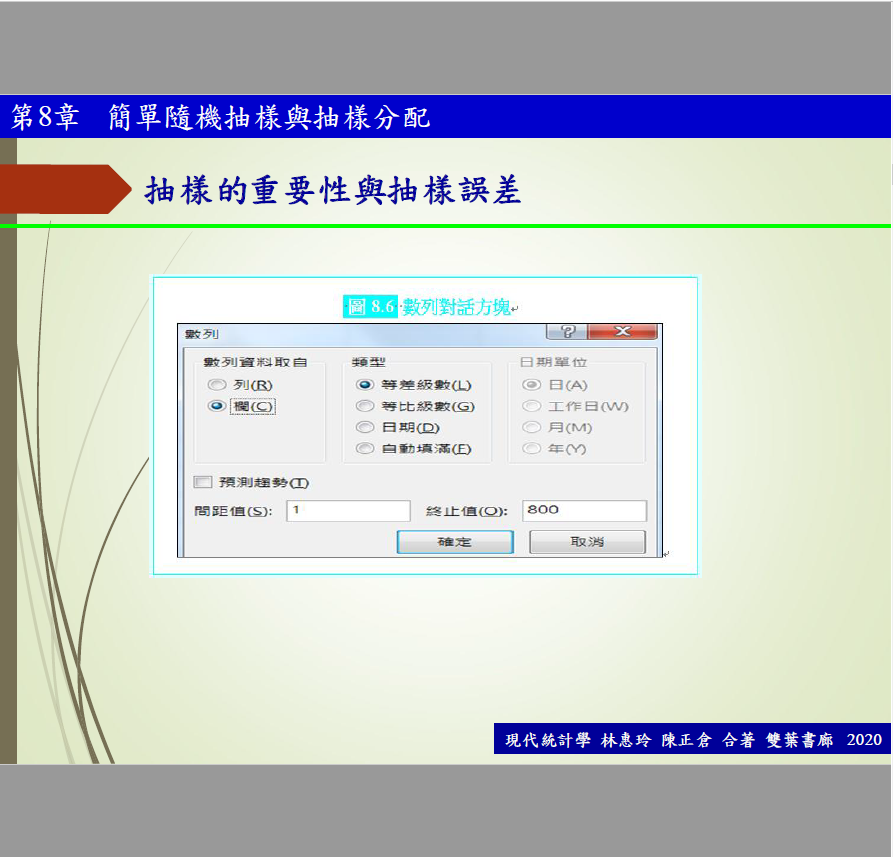 第8章 簡單隨機抽樣與抽樣分配
抽樣的重要性與抽樣誤差
圖 8.6 數列對話方塊
數列
數列資料取自 類型 日期單位
列(R) 等差級數(L) 日(A)
欄(C) 等比級數(G) 工作日(W)
日期(D) 月(M)
自動填滿(F) 年(Y)
預測趨勢(T)
間距值(S): 1 終止值(O): 800
確定 取消
現代統計學 林惠玲 陳正倉 合著 雙葉書廊 2020